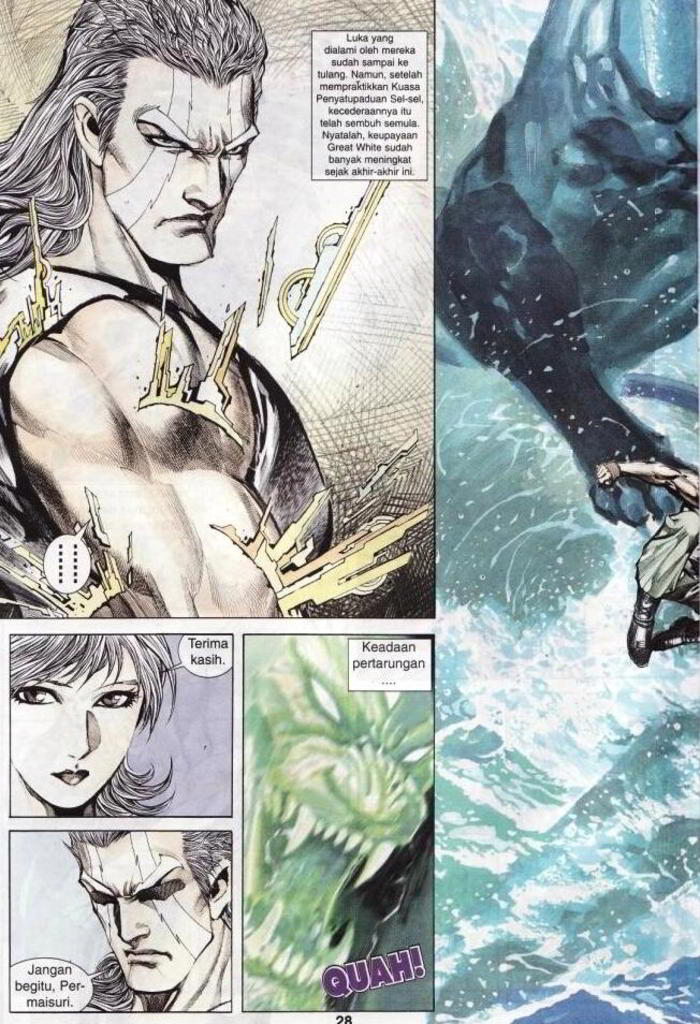 Luka yang
dialami oleh mereka
sudah sampai ke
tulang. Namun, setelah
mempraktikkan Kuasa
Penyatupaduan Sel-sel,
kecederaannya itu
telah sembuh semula.
Nyatalah, keupayaan
Great White sudah
banyak meningkat
sejak akhir-akhir ini.
Terima
kasih.
Keadaan
pertarungan
....
Jangan
begitu, Per-
maisuri.
QUAH!
28